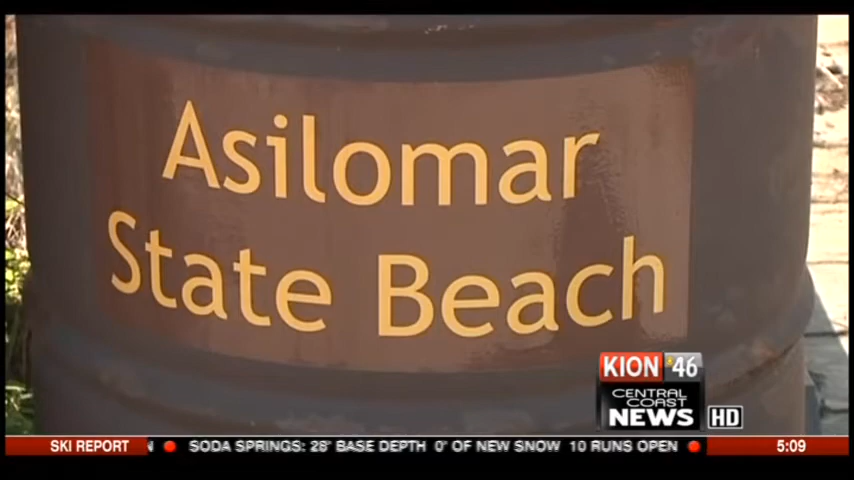 Asilomar
State Beach
KION 46
CENTRAL
COAST
NEWS HD
SKI REPORT N SODA SPRINGS: 28" BASE DEPTH 0" OF NEW SNOW 10 RUNS OPEN 5:09